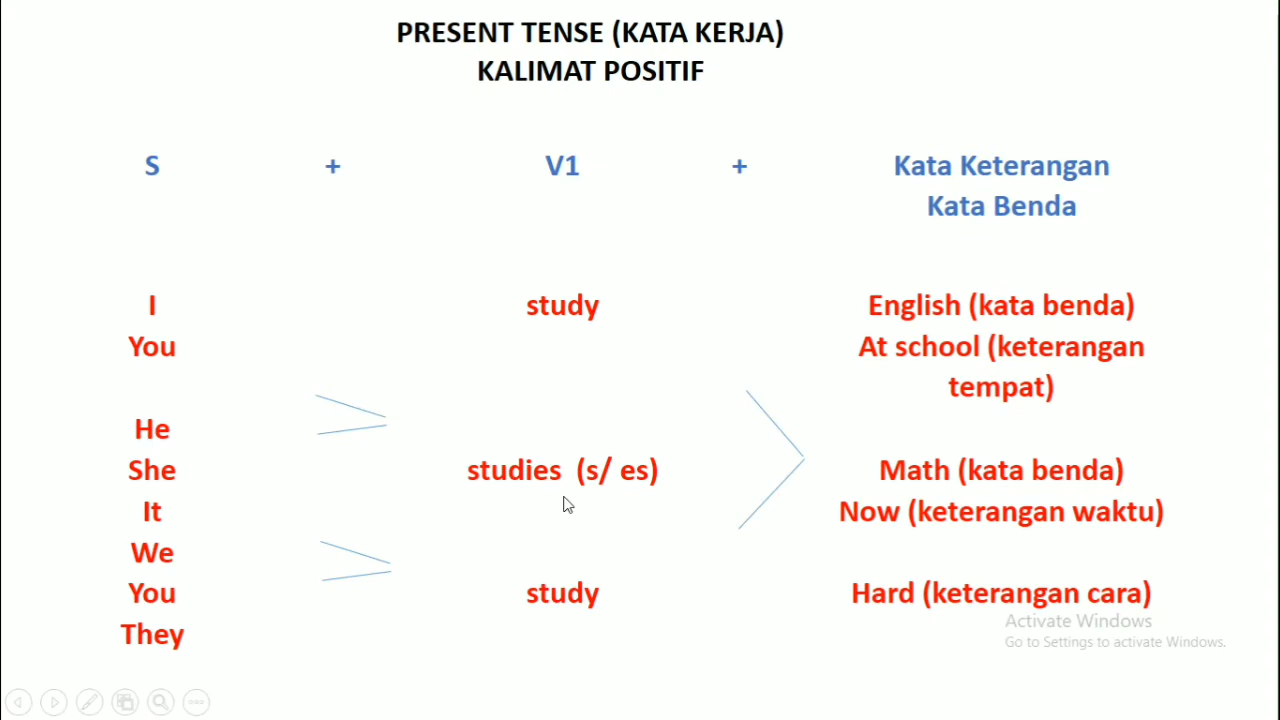 PRESENT TENSE (KATA KERJA)
KALIMAT POSITIF
S + V1 + Kata Keterangan
Kata Benda
I study English (kata benda)
You At school (keterangan
tempat)
He
She studies (s/ es) Math (kata benda)
It Now (keterangan waktu)
We
You study Hard (keterangan cara)
They
Activate Windows
Go to Settings to activate Windows.